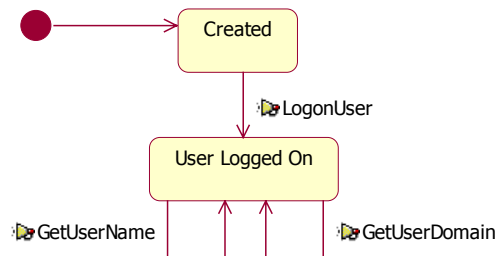 Created
LogonUser
User Logged On
GetUserName
GetUserDomain